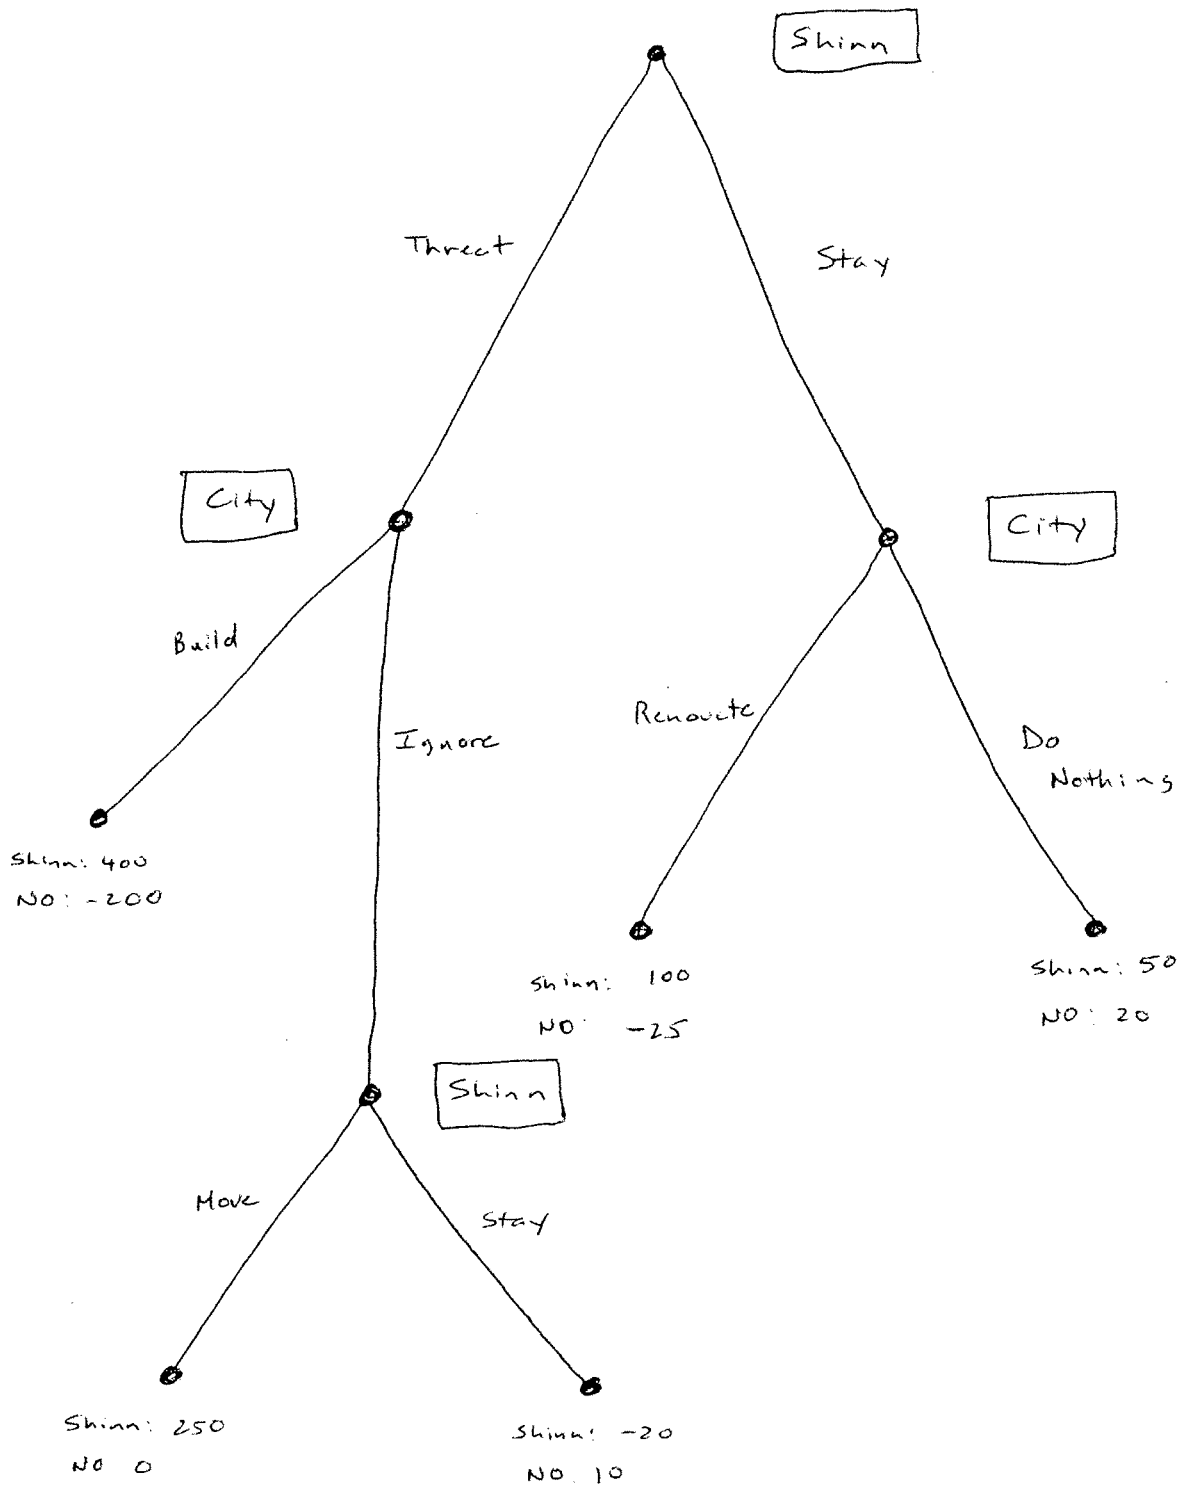 Shinn
Threat
Stay
City
City
Build
Ignore
Renovate
Do
Nothing
Shinn: 400
NO: -200
Shinn: 100
NO: -25
Shinn: 50
NO: 20
Shinn
Move
Stay
Shinn: 250
NO 0
Shinn: -20
NO. 10